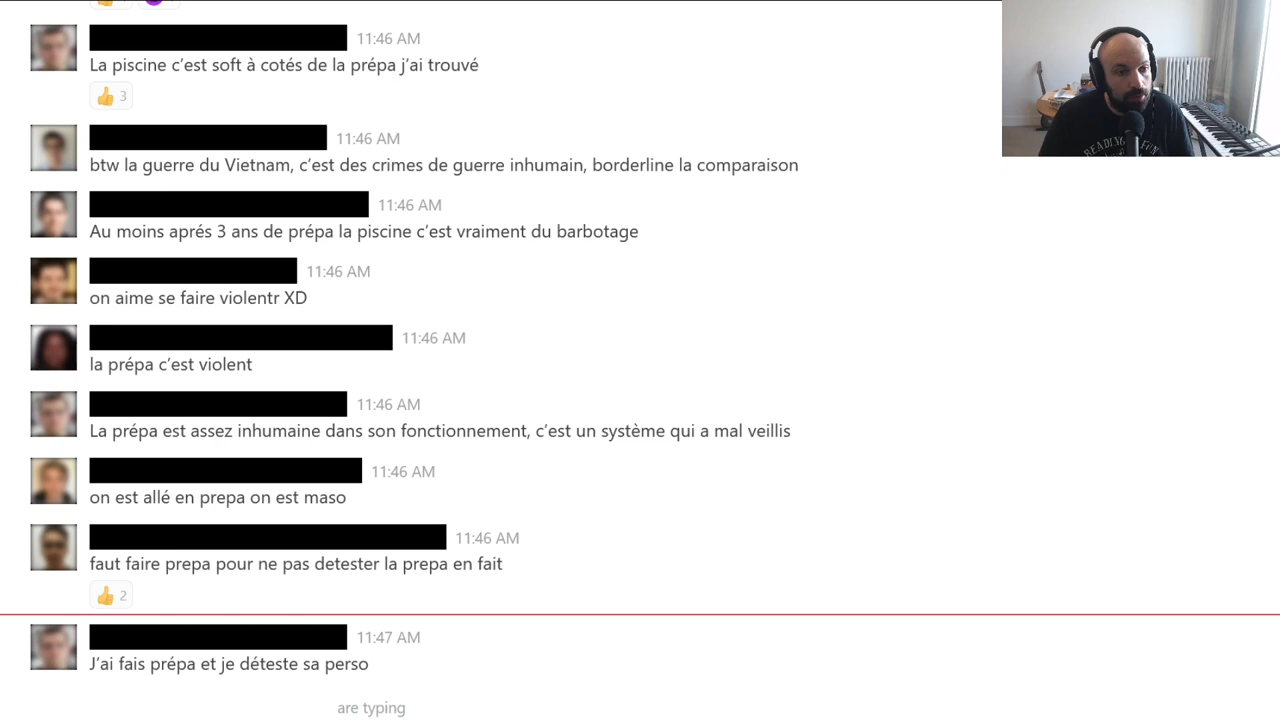 11:46 AM
La piscine c’est soft à cotés de la prépa j’ai trouvé
👍 3
11:46 AM
btw la guerre du Vietnam, c’est des crimes de guerre inhumain, borderline la comparaison
11:46 AM
Au moins aprés 3 ans de prépa la piscine c’est vraiment du barbotage
11:46 AM
on aime se faire violentr XD
11:46 AM
la prépa c’est violent
11:46 AM
La prépa est assez inhumaine dans son fonctionnement, c’est un système qui a mal veillis
11:46 AM
on est allé en prepa on est maso
11:46 AM
faut faire prepa pour ne pas detester la prepa en fait
👍 2
11:47 AM
J’ai fais prépa et je déteste sa perso
are typing
READING